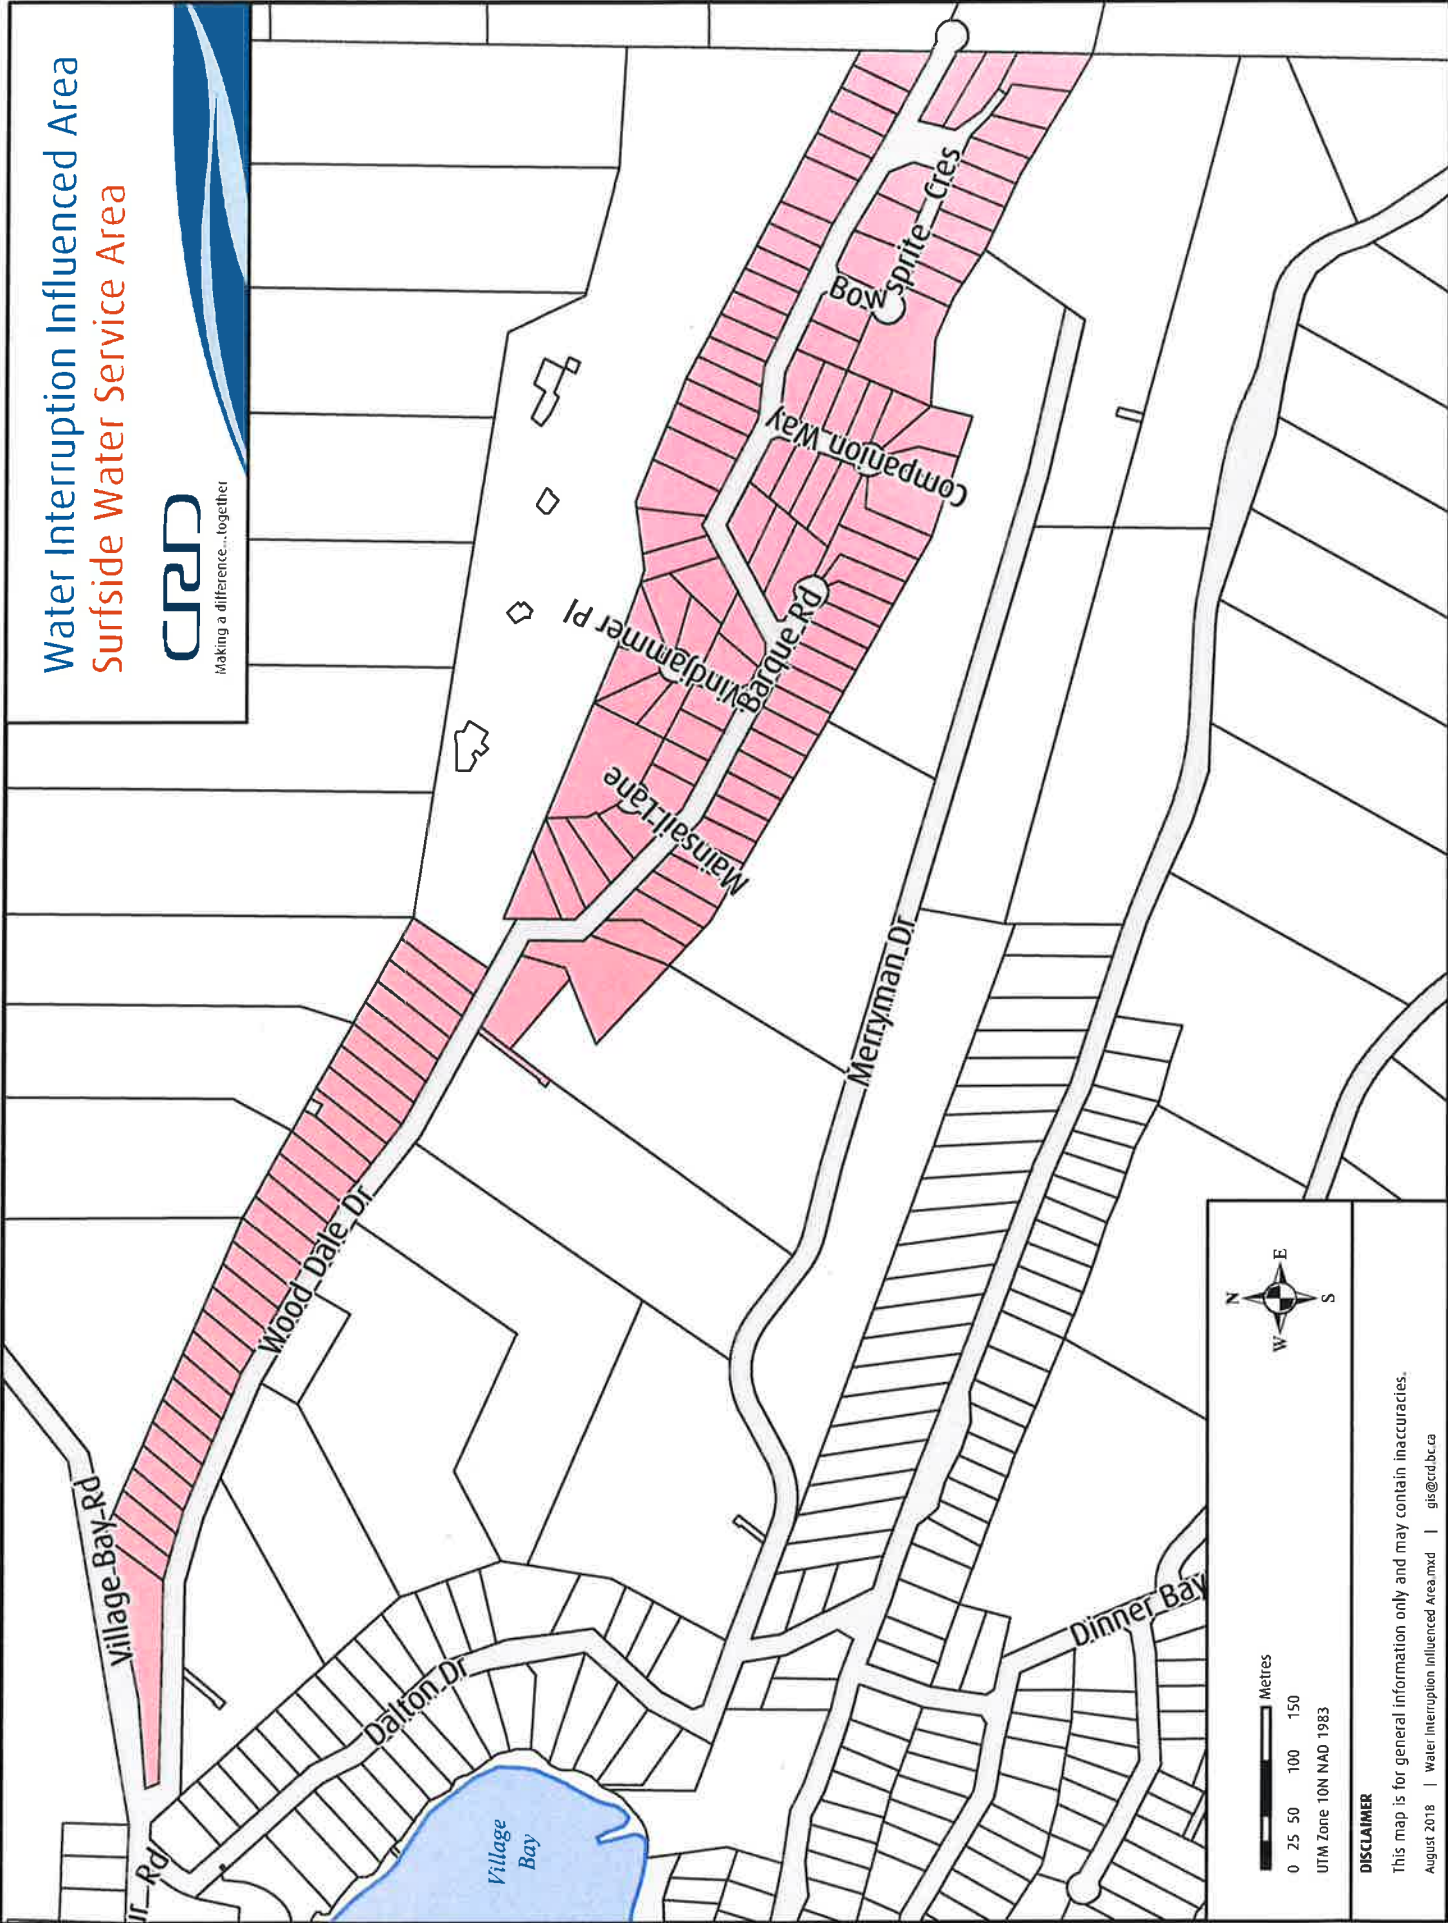 Water Interruption Influenced Area
Surfside Water Service Area
CRD
Making a difference...together
Village Bay Rd
Wood Dale Dr
Dalton Dr
Village
Bay
Mainsail Lane
Windjammer Pl
Barque Rd
Companion Way
Bowsprite Cres
Merryman Dr
Dinner Bay
ur Rd
N
W
E
S
Metres
0 25 50 100 150
UTM Zone 10N NAD 1983
DISCLAIMER
This map is for general information only and may contain inaccuracies.
August 2018 | Water Interruption Influenced Area.mxd | gis@crd.bc.ca